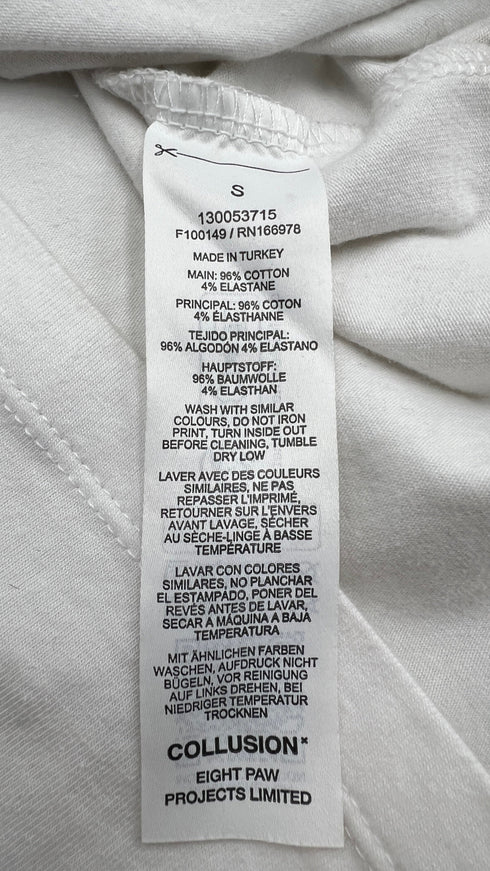 S
130053715
F100149 / RN166978
MADE IN TURKEY
MAIN: 96% COTTON
4% ELASTANE
PRINCIPAL: 96% COTON
4% ÉLASTHANNE
TEJIDO PRINCIPAL:
96% ALGODÓN 4% ELASTANO
HAUPTSTOFF:
96% BAUMWOLLE
4% ELASTHAN
WASH WITH SIMILAR
COLOURS, DO NOT IRON
PRINT, TURN INSIDE OUT
BEFORE CLEANING, TUMBLE
DRY LOW
LAVER AVEC DES COULEURS
SIMILAIRES, NE PAS
REPASSER L'IMPRIMÉ,
RETOURNER SUR L'ENVERS
AVANT LAVAGE, SÉCHER
AU SÈCHE-LINGE À BASSE
TEMPÉRATURE
LAVAR CON COLORES
SIMILARES, NO PLANCHAR
EL ESTAMPADO, PONER DEL
REVÉS ANTES DE LAVAR,
SECAR A MÁQUINA A BAJA
TEMPERATURA
MIT ÄHNLICHEN FARBEN
WASCHEN, AUFDRUCK NICHT
BÜGELN, VOR REINIGUNG
AUF LINKS DREHEN, BEI
NIEDRIGER TEMPERATUR
TROCKNEN
COLLUSION
EIGHT PAW
PROJECTS LIMITED